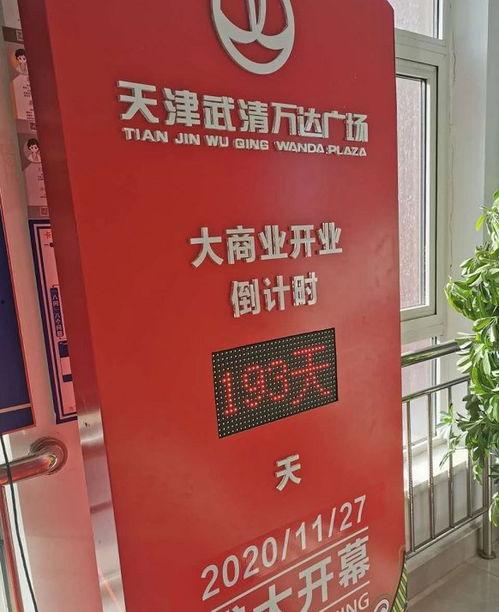 天津武清万达广场
TIAN JIN WU QING WANDA PLAZA
大商业开业
倒计时
193天
天
2020/11/27
大开幕